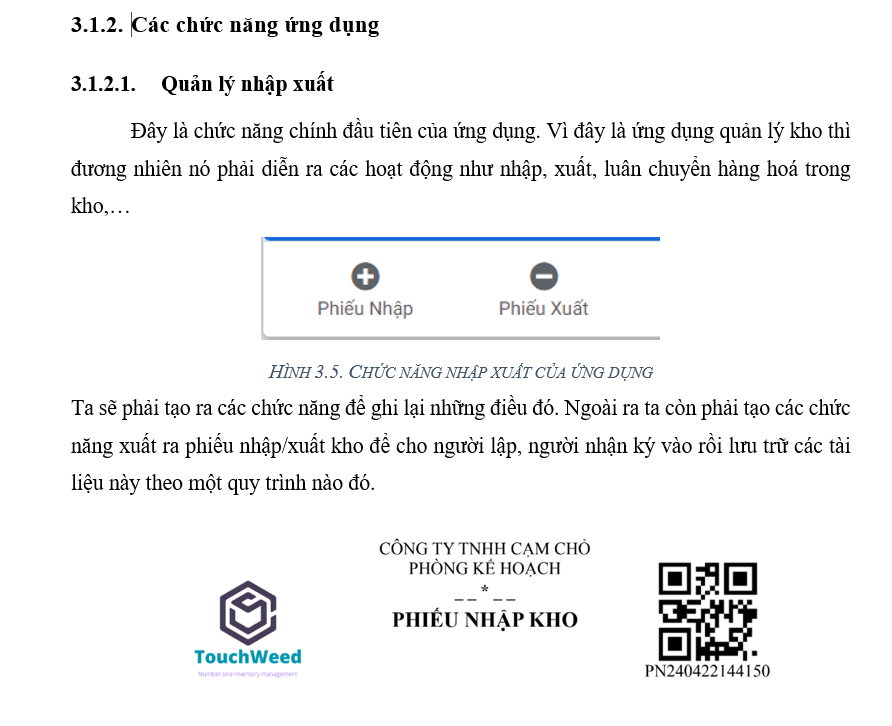 3.1.2. Các chức năng ứng dụng
3.1.2.1. Quản lý nhập xuất
Đây là chức năng chính đầu tiên của ứng dụng. Vì đây là ứng dụng quản lý kho thì
đương nhiên nó phải diễn ra các hoạt động như nhập, xuất, luân chuyển hàng hoá trong
kho,…
Phiếu Nhập
Phiếu Xuất
HÌNH 3.5. CHỨC NĂNG NHẬP XUẤT CỦA ỨNG DỤNG
Ta sẽ phải tạo ra các chức năng để ghi lại những điều đó. Ngoài ra ta còn phải tạo các chức
năng xuất ra phiếu nhập/xuất kho để cho người lập, người nhận ký vào rồi lưu trữ các tài
liệu này theo một quy trình nào đó.
CÔNG TY TNHH CẠM CHỎ
PHÒNG KẾ HOẠCH
_ _ * _ _
PHIẾU NHẬP KHO
TouchWeed
Number one inventory management
PN240422144150